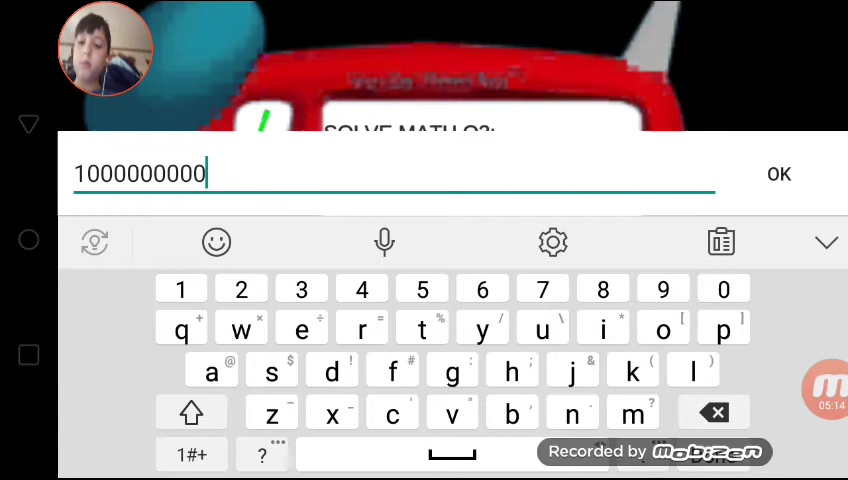 SOLVE MATH Q3:
1000000000
OK
1 2 3 4 5 6 7 8 9 0
q + w × e ÷ r = t % y / u \ i * o [ p ]
a @ s $ d ! f # g : h ; j & k ( l )
z - x _ c " v " b ' n . m ?
1#+ ?
Recorded by mobizen
05:14